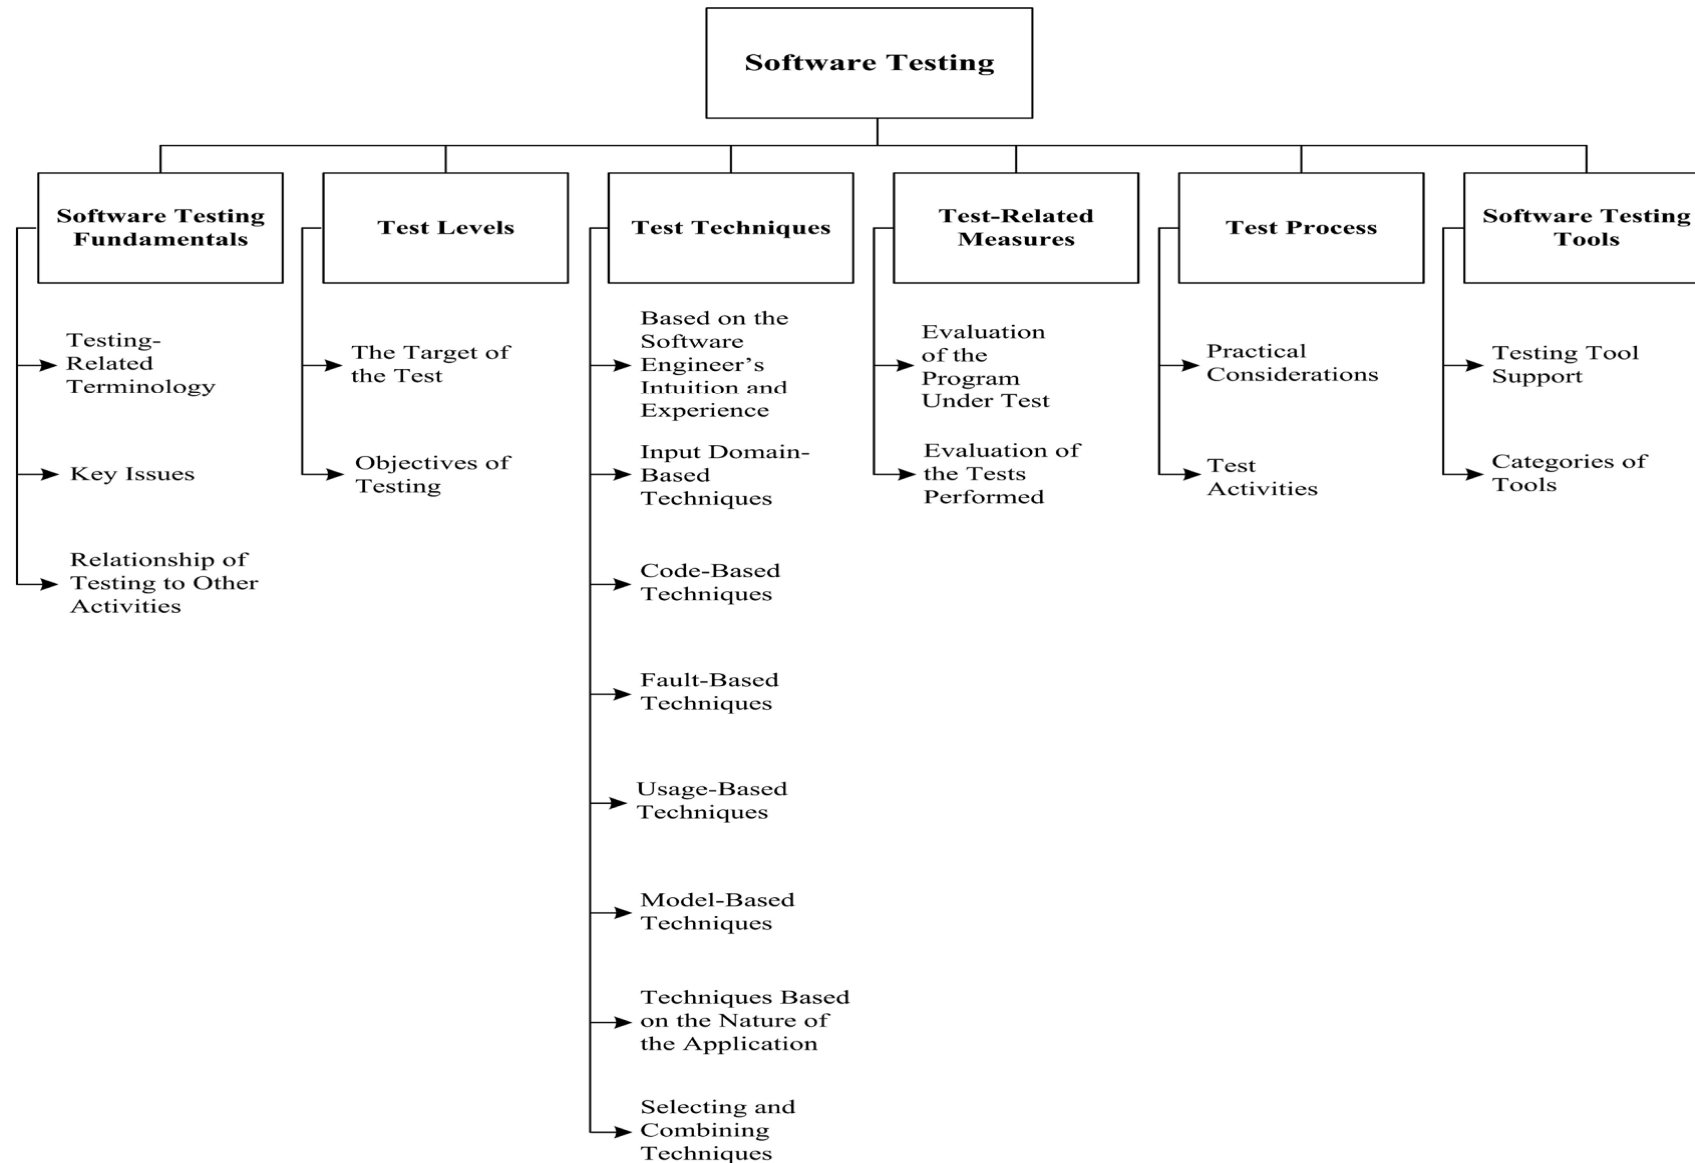 Software Testing
Software Testing
Fundamentals
Test Levels
Test Techniques
Test-Related
Measures
Test Process
Software Testing
Tools
Testing-
Related
Terminology
Key Issues
Relationship of
Testing to Other
Activities
The Target of
the Test
Objectives of
Testing
Based on the
Software
Engineer’s
Intuition and
Experience
Input Domain-
Based
Techniques
Code-Based
Techniques
Fault-Based
Techniques
Usage-Based
Techniques
Model-Based
Techniques
Techniques Based
on the Nature of
the Application
Selecting and
Combining
Techniques
Evaluation
of the
Program
Under Test
Evaluation of
the Tests
Performed
Practical
Considerations
Test
Activities
Testing Tool
Support
Categories of
Tools